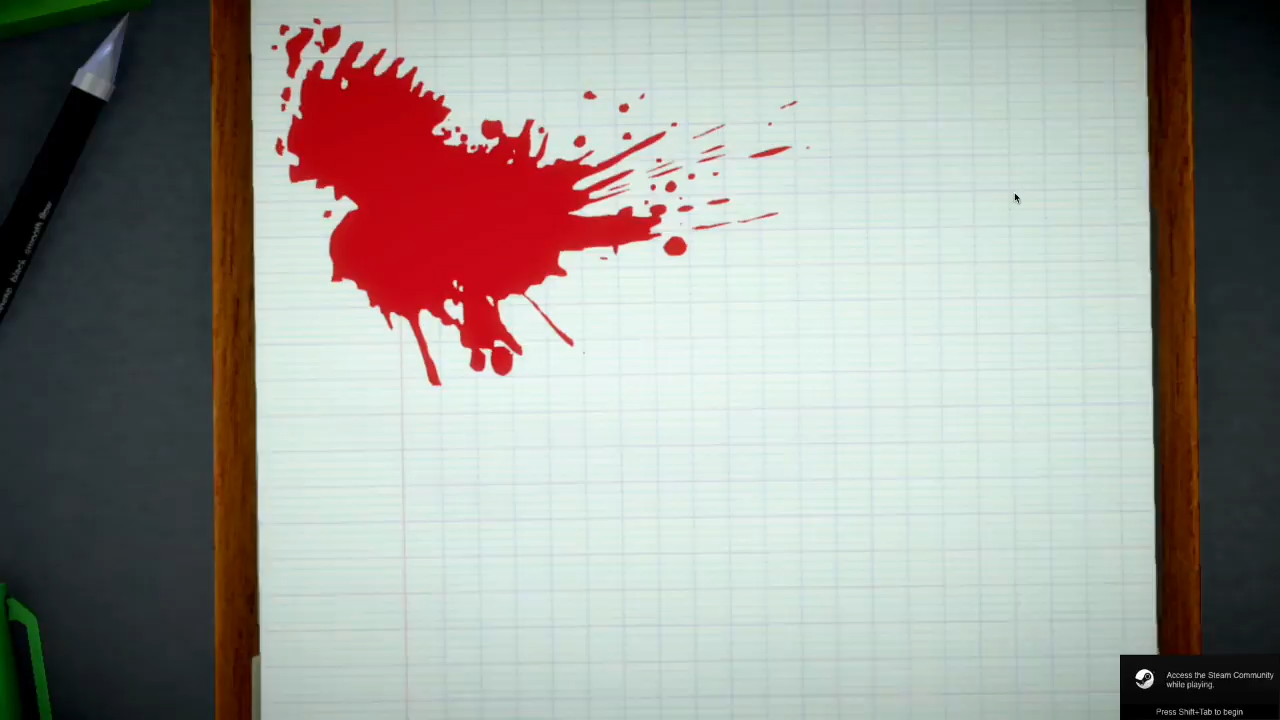 Access the Steam Community
while playing.
Press Shift+Tab to begin